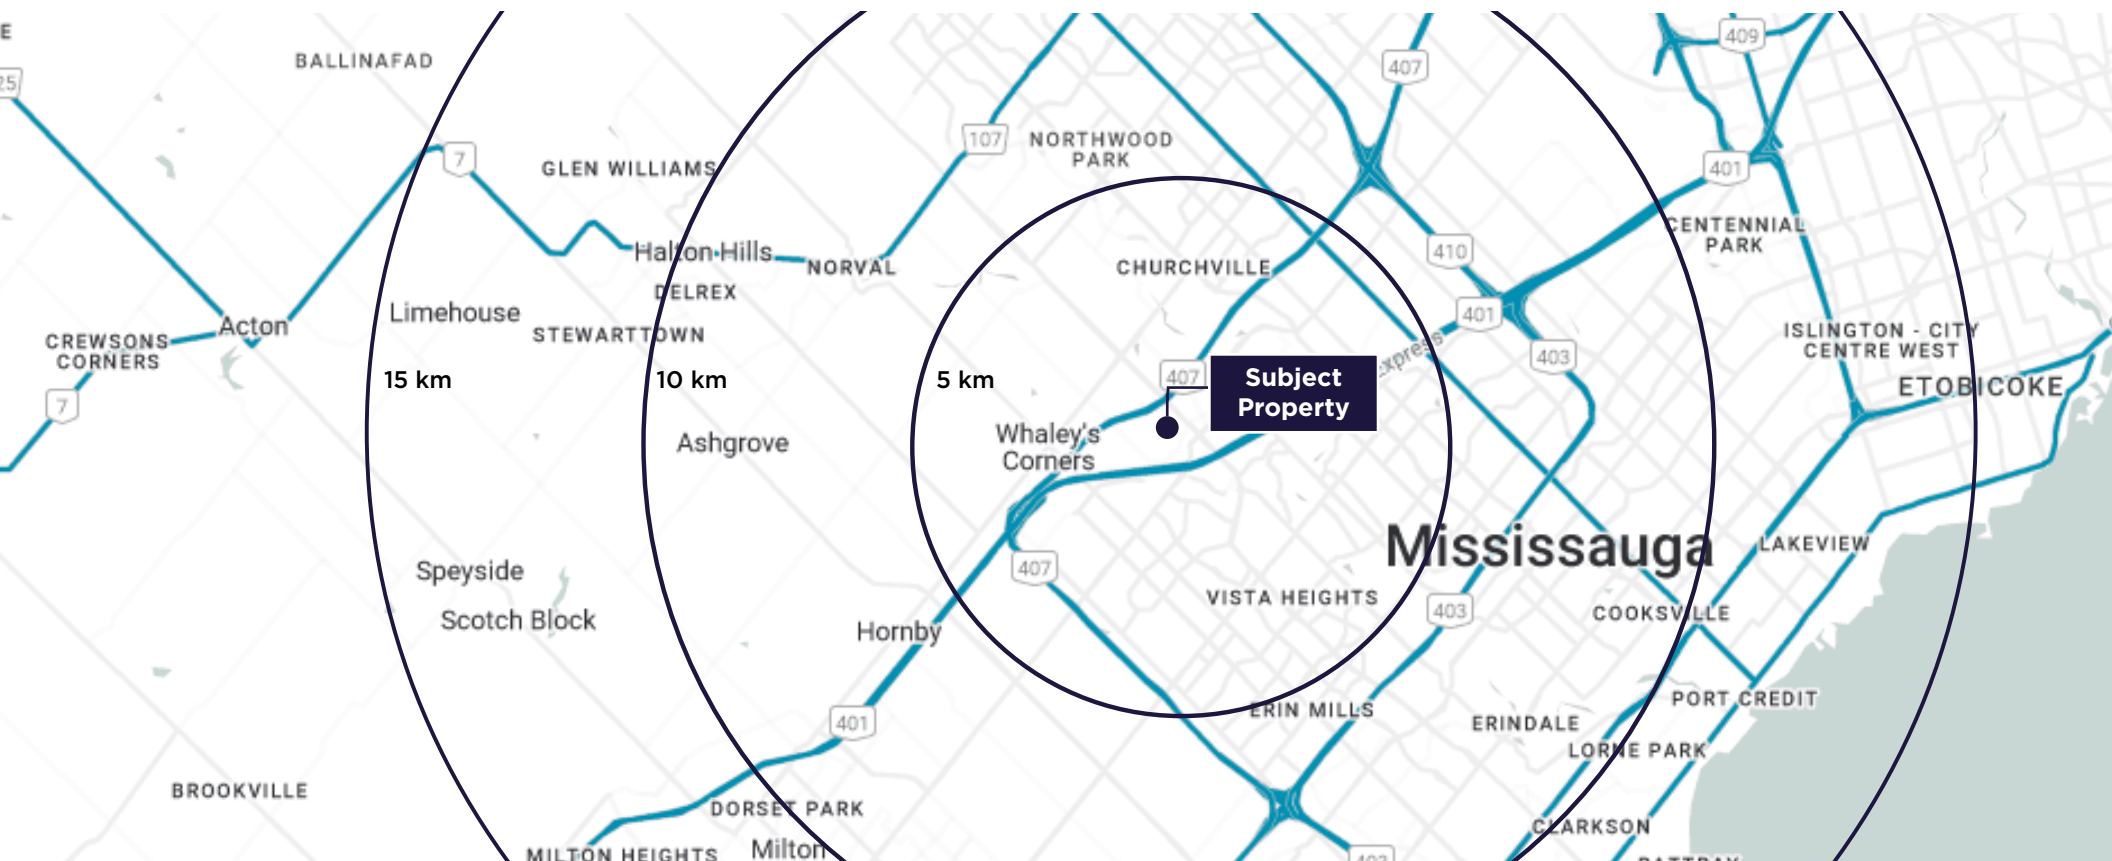 E
25
BALLINAFAD
7
GLEN WILLIAMS
Halton Hills
DELREX
NORVAL
107
NORTHWOOD
PARK
407
409
401
CENTENNIAL
PARK
410
CHURCHVILLE
Limehouse
STEWARTTOWN
Acton
CREWSONS
CORNERS
7
401
403
ISLINGTON - CITY
CENTRE WEST
ETOBICOKE
15 km
10 km
5 km
407
Subject
Property
Express
Whaley's
Corners
Ashgrove
Mississauga
LAKEVIEW
Speyside
Scotch Block
407
VISTA HEIGHTS
403
COOKSVILLE
Hornby
401
ERIN MILLS
ERINDALE
PORT CREDIT
LORNE PARK
BROOKVILLE
DORSET PARK
Milton
MILTON HEIGHTS
CLARKSON
403